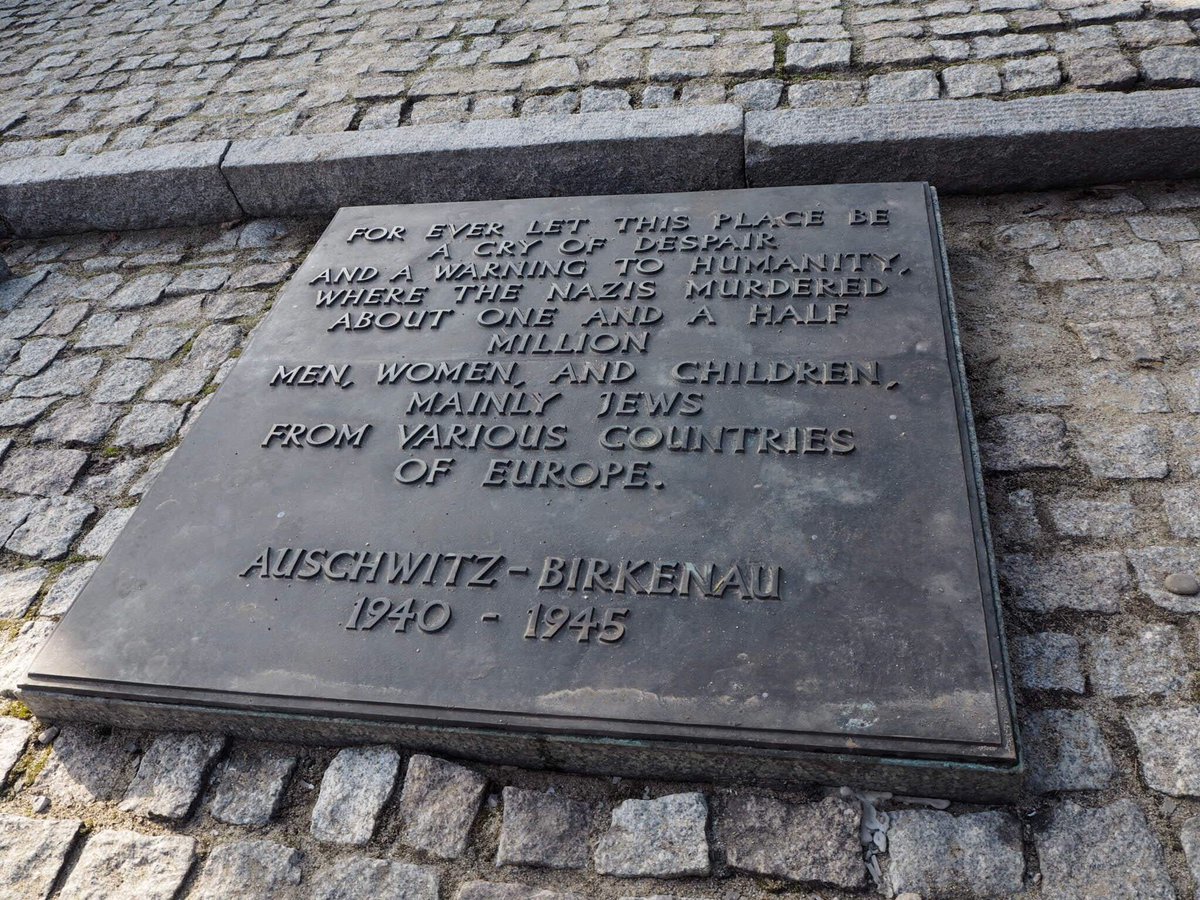 FOR EVER LET THIS PLACE BE
A CRY OF DESPAIR
AND A WARNING TO HUMANITY,
WHERE THE NAZIS MURDERED
ABOUT ONE AND A HALF
MILLION
MEN, WOMEN, AND CHILDREN,
MAINLY JEWS
FROM VARIOUS COUNTRIES
OF EUROPE.
AUSCHWITZ - BIRKENAU
1940 - 1945